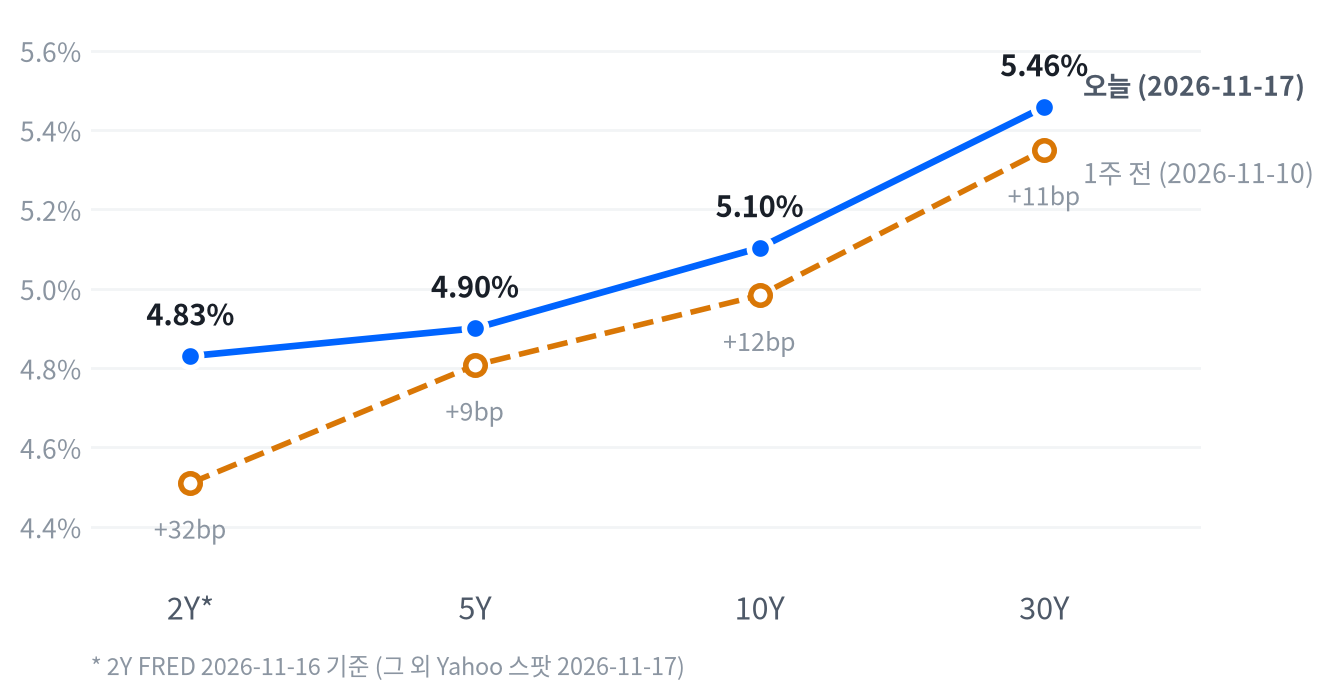 5.6%
5.46%
오늘 (2026-11-17)
5.4%
1주 전 (2026-11-10)
+11bp
5.2%
5.10%
5.0%
4.90%
4.83%
+12bp
4.8%
+9bp
4.6%
4.4%
+32bp
2Y* 5Y 10Y 30Y
* 2Y FRED 2026-11-16 기준 (그 외 Yahoo 스팟 2026-11-17)